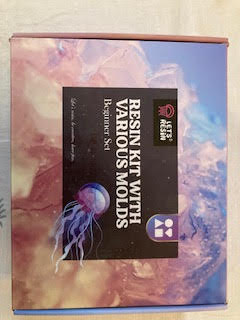 LET'S
RESIN
RESIN KIT WITH
VARIOUS MOLDS
Beginner Set